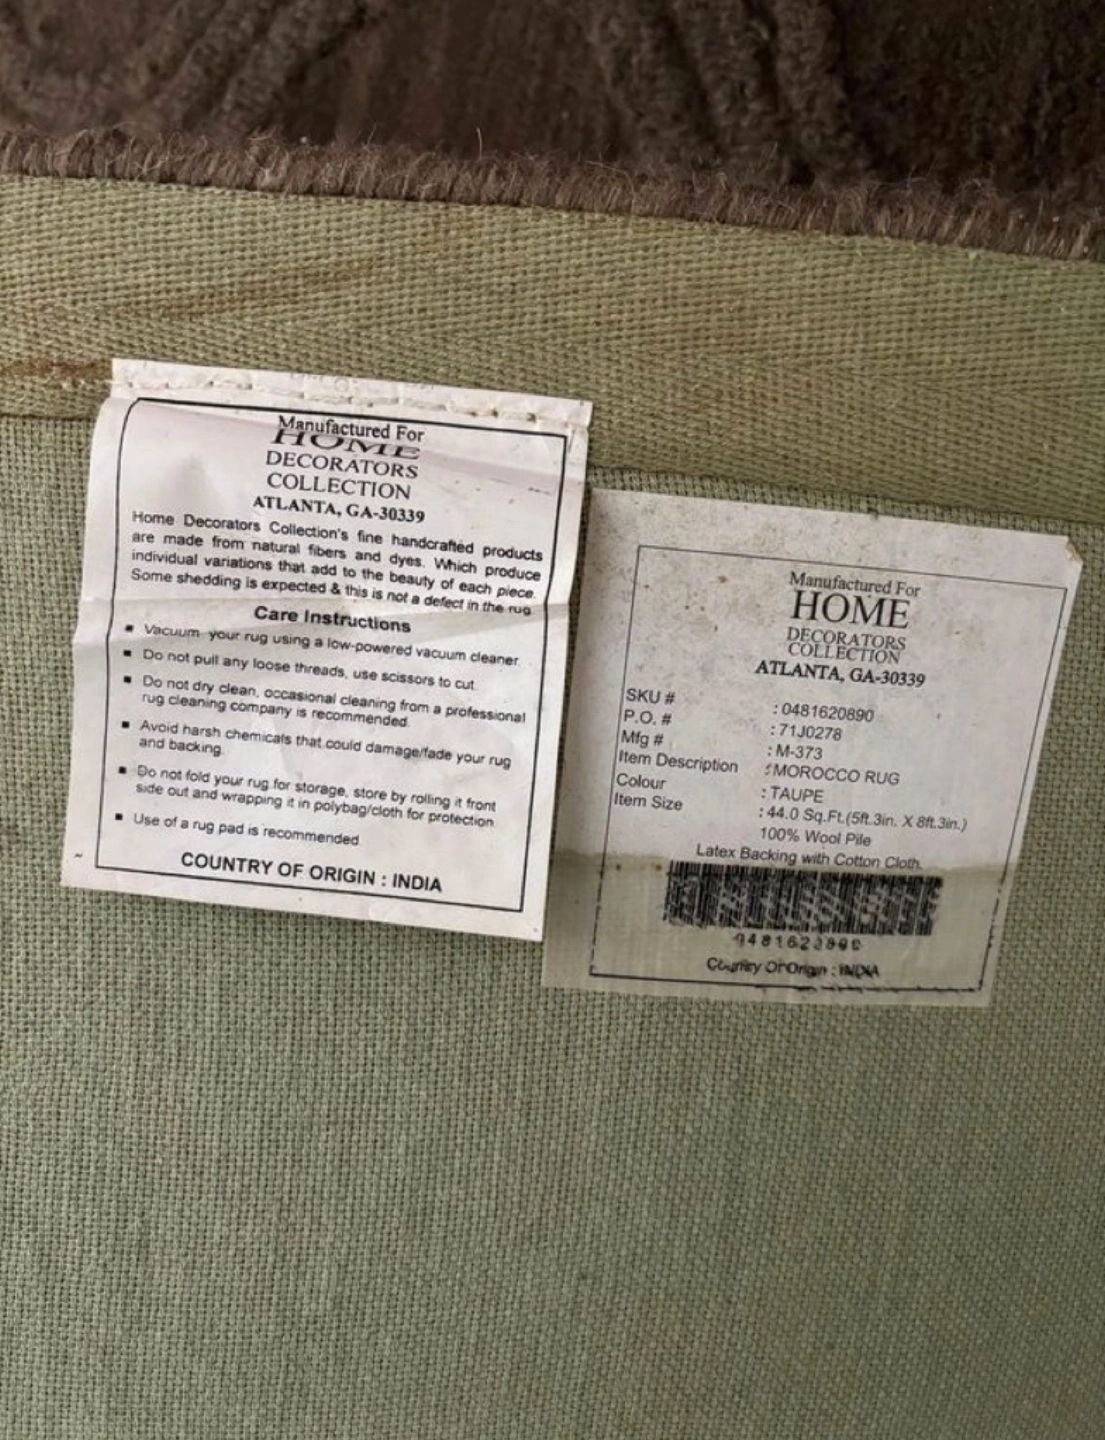 Manufactured For
HOME
DECORATORS
COLLECTION
ATLANTA, GA-30339
Home Decorators Collection's fine handcrafted products
are made from natural fibers and dyes. Which produce
individual variations that add to the beauty of each piece.
Some shedding is expected & this is not a defect in the rug
Care Instructions
▪ Vacuum your rug using a low-powered vacuum cleaner.
▪ Do not pull any loose threads, use scissors to cut.
▪ Do not dry clean, occasional cleaning from a professional
rug cleaning company is recommended.
▪ Avoid harsh chemicals that could damage/fade your rug
and backing.
▪ Do not fold your rug for storage, store by rolling it front
side out and wrapping it in polybag/cloth for protection.
▪ Use of a rug pad is recommended.
COUNTRY OF ORIGIN : INDIA
Manufactured For
HOME
DECORATORS
COLLECTION
ATLANTA, GA-30339
SKU # : 0481620890
P.O. # : 71J0278
Mfg # : M-373
Item Description : MOROCCO RUG
Colour : TAUPE
Item Size : 44.0 Sq.Ft.(5ft.3in. X 8ft.3in.)
100% Wool Pile
Latex Backing with Cotton Cloth.
0481620890
Country Of Origin : INDIA